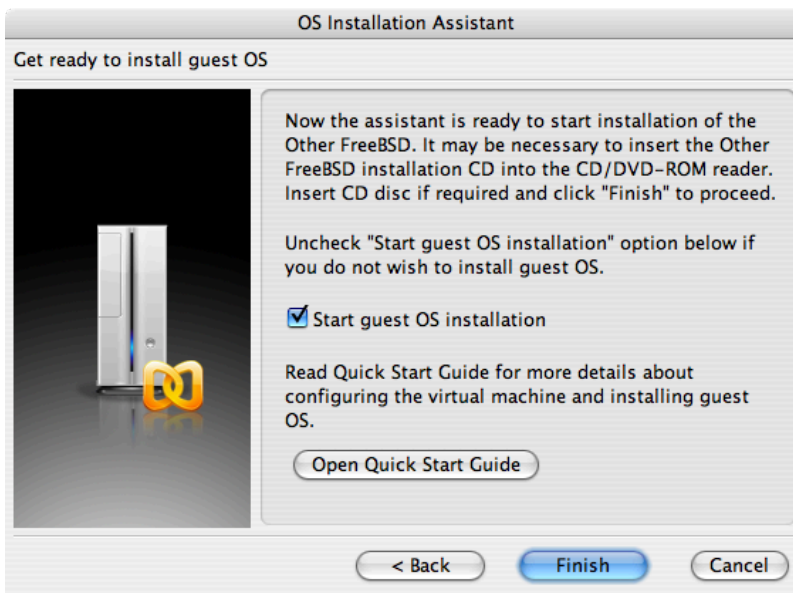 OS Installation Assistant
Get ready to install guest OS
Now the assistant is ready to start installation of the
Other FreeBSD. It may be necessary to insert the Other
FreeBSD installation CD into the CD/DVD-ROM reader.
Insert CD disc if required and click "Finish" to proceed.
Uncheck "Start guest OS installation" option below if
you do not wish to install guest OS.
Start guest OS installation
Read Quick Start Guide for more details about
configuring the virtual machine and installing guest
OS.
Open Quick Start Guide
< Back
Finish
Cancel